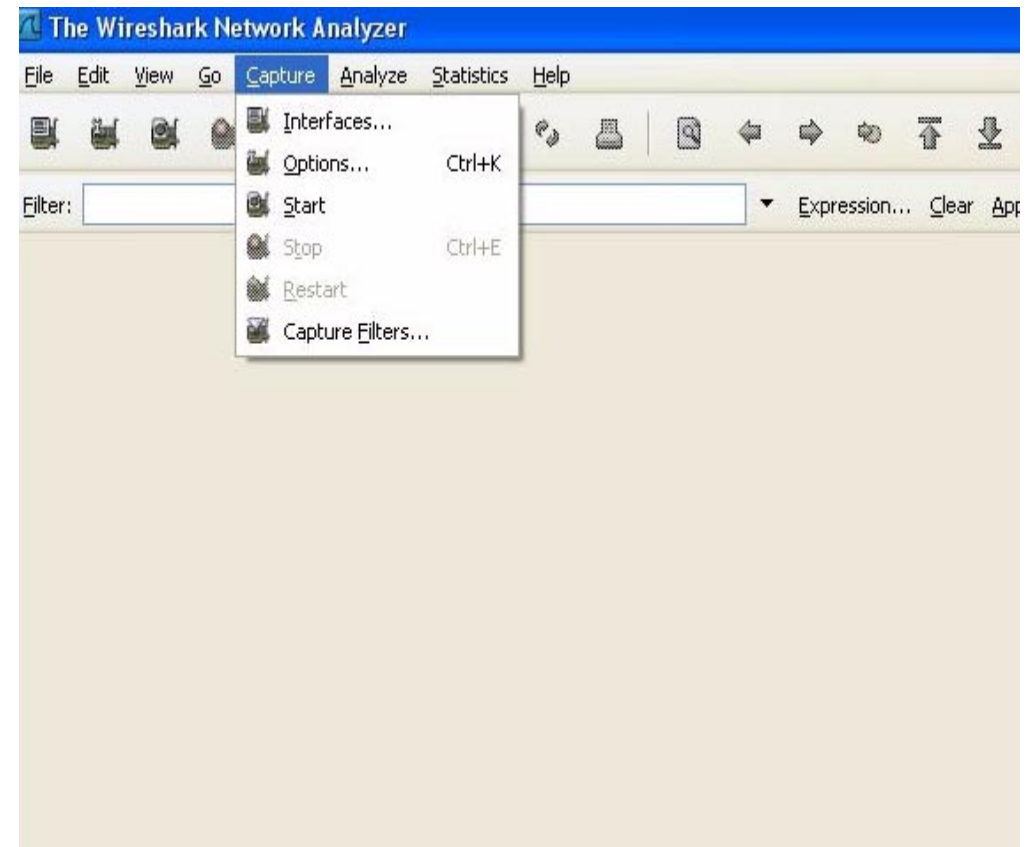 The Wireshark Network Analyzer
File Edit View Go Capture Analyze Statistics Help
Interfaces...
Options... Ctrl+K
Start
Stop Ctrl+E
Restart
Capture Filters...
Filter: Expression... Clear App